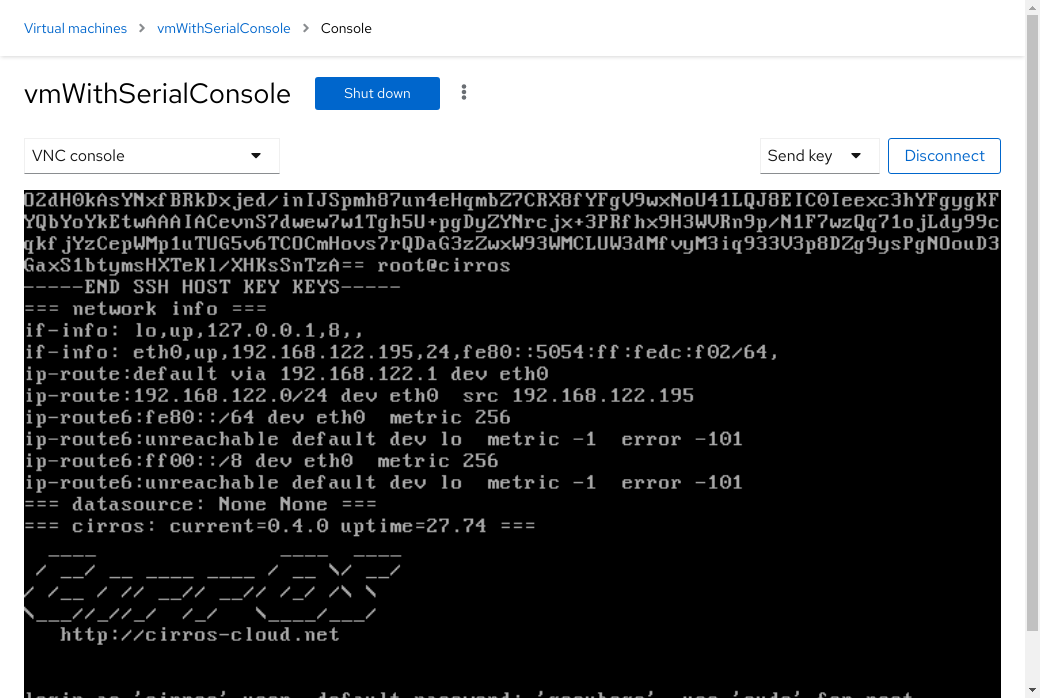 Virtual machines > vmWithSerialConsole > Console
vmWithSerialConsole Shut down
VNC console Send key Disconnect
O2dH0kAsYNxfBRkDxjed/inIJSpmh87un4eHqmbZ7CRX8fYFgV9wxNoU41LQJ8EIC0Ieexc3hYFgygKF
YQbYoYkEtwAAAIACevnS7dwew7w1Tgh5U+pgDyZYNrcjx+3PRfhx9H3WVRn9p/N1F7wzQq71ojLdy99c
qkfjYzCepWMp1uTUG5v6TCOCmHovs7rQDaG3zZwxW93WMCLUW3dMfvyM3iq933V3p8DZg9ysPgNOouD3
GaxS1btymsHXTeKl/XHKsSnTzA== root@cirros
-----END SSH HOST KEY KEYS-----
=== network info ===
if-info: lo,up,127.0.0.1,8,,
if-info: eth0,up,192.168.122.195,24,fe80::5054:ff:fedc:f02/64,
ip-route:default via 192.168.122.1 dev eth0
ip-route:192.168.122.0/24 dev eth0  src 192.168.122.195
ip-route6:fe80::/64 dev eth0  metric 256
ip-route6:unreachable default dev lo  metric -1  error -101
ip-route6:ff00::/8 dev eth0  metric 256
ip-route6:unreachable default dev lo  metric -1  error -101
=== datasource: None None ===
=== cirros: current=0.4.0 uptime=27.74 ===
http://cirros-cloud.net